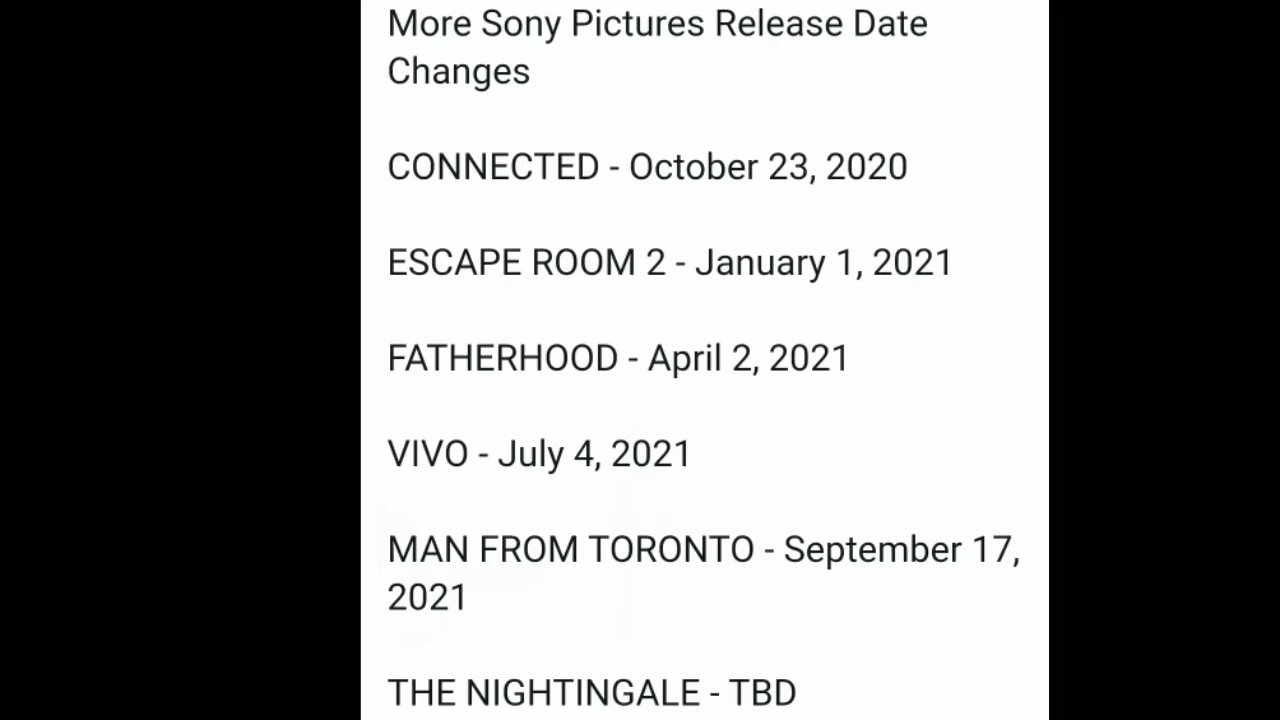 More Sony Pictures Release Date
Changes
CONNECTED - October 23, 2020
ESCAPE ROOM 2 - January 1, 2021
FATHERHOOD - April 2, 2021
VIVO - July 4, 2021
MAN FROM TORONTO - September 17,
2021
THE NIGHTINGALE - TBD